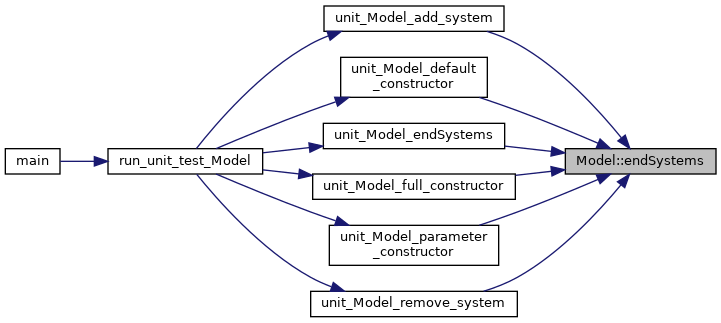 unit_Model_add_system
unit_Model_default
_constructor
unit_Model_endSystems
main
run_unit_test_Model
Model::endSystems
unit_Model_full_constructor
unit_Model_parameter
_constructor
unit_Model_remove_system